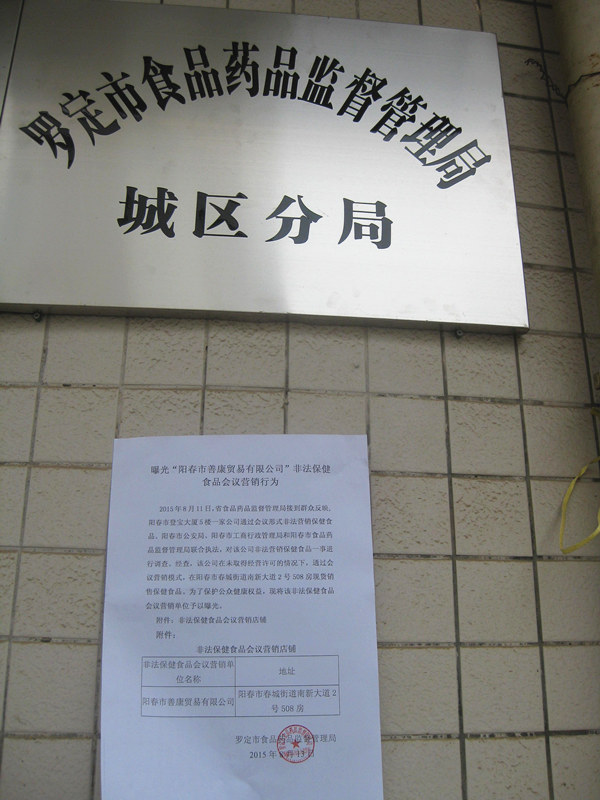 罗定市食品药品监督管理局
城区分局
曝光“阳春市善康贸易有限公司”非法保健
食品会议营销行为
2015年8月11日,省食品药品监督管理局接到群众反映,
阳春市登宝大厦5楼一家公司通过会议形式非法营销保健食
品。阳春市公安局、阳春市工商行政管理局和阳春市食品药
品监督管理局联合执法,对该公司非法营销保健食品一事进
行调查。经查,该公司在未取得经营许可的情况下,通过会
议营销模式,在阳春市春城街道南新大道2号508房陈货销
售保健食品。为了保护公众健康权益,现将该非法保健食品
会议营销单位予以曝光。
附件:非法保健食品会议营销店铺
附件:
非法保健食品会议营销店铺
非法保健食品会议营销单
位名称
地址
阳春市善康贸易有限公司
阳春市春城街道南新大道2
号508房
罗定市食品药品监督管理局
2015年 月13日